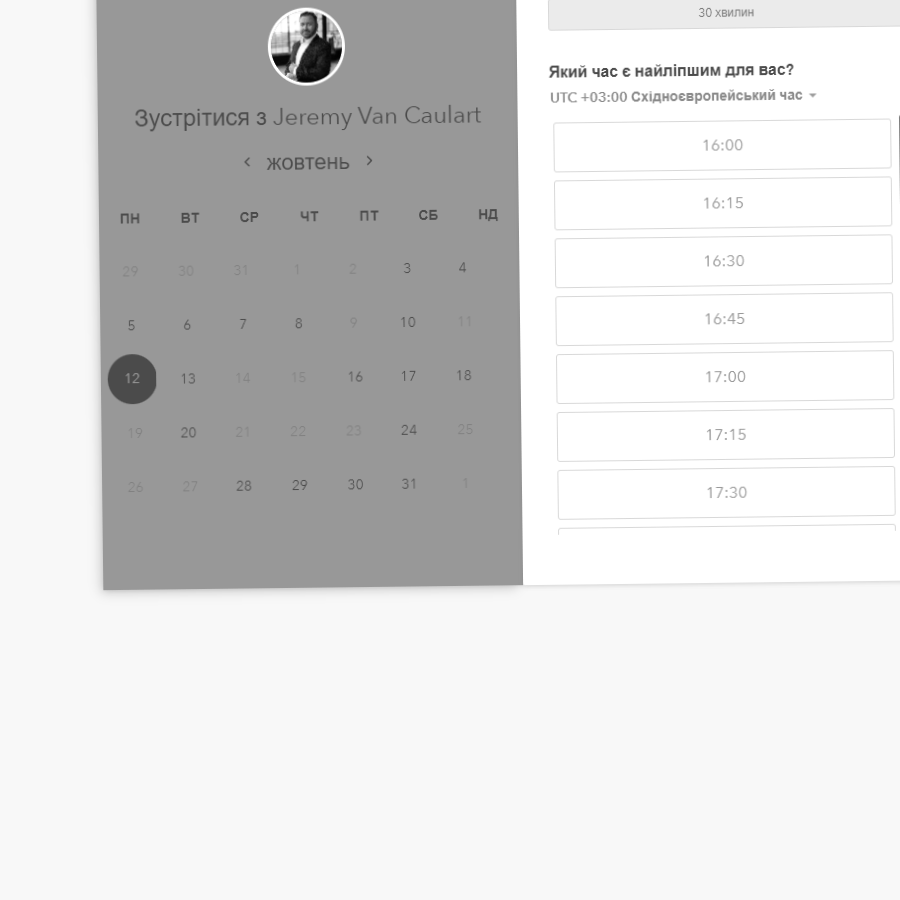 Зустрітися з Jeremy Van Caulart
жовтень
ПН ВТ СР ЧТ ПТ СБ НД
29 30 31 1 2 3 4
5 6 7 8 9 10 11
12 13 14 15 16 17 18
19 20 21 22 23 24 25
26 27 28 29 30 31 1
30 хвилин
Який час є найліпшим для вас?
UTC +03:00 Східноєвропейський час
16:00
16:15
16:30
16:45
17:00
17:15
17:30